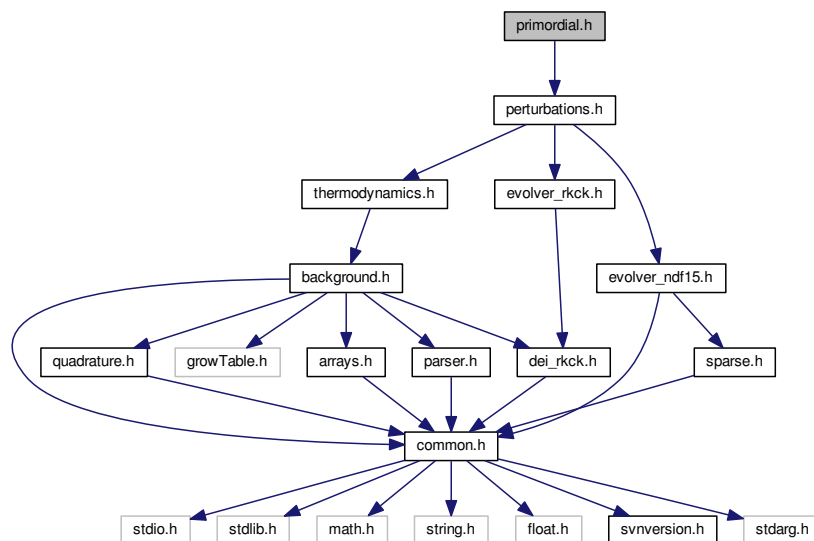 primordial.h
perturbations.h
thermodynamics.h
evolver_rkck.h
background.h
evolver_ndf15.h
quadrature.h
growTable.h
arrays.h
parser.h
dei_rkck.h
sparse.h
common.h
stdio.h
stdlib.h
math.h
string.h
float.h
svnversion.h
stdarg.h